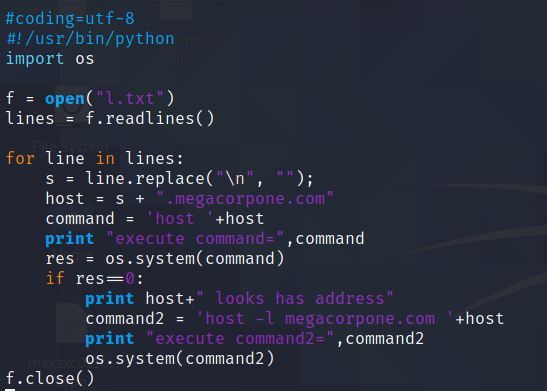 #coding=utf-8
#!/usr/bin/python
import os
f = open("l.txt")
lines = f.readlines()
for line in lines:
s = line.replace("\n", "");
host = s + ".megacorpone.com"
command = 'host '+host
print "execute command=",command
res = os.system(command)
if res==0:
print host+" looks has address"
command2 = 'host -l megacorpone.com '+host
print "execute command2=",command2
os.system(command2)
f.close()